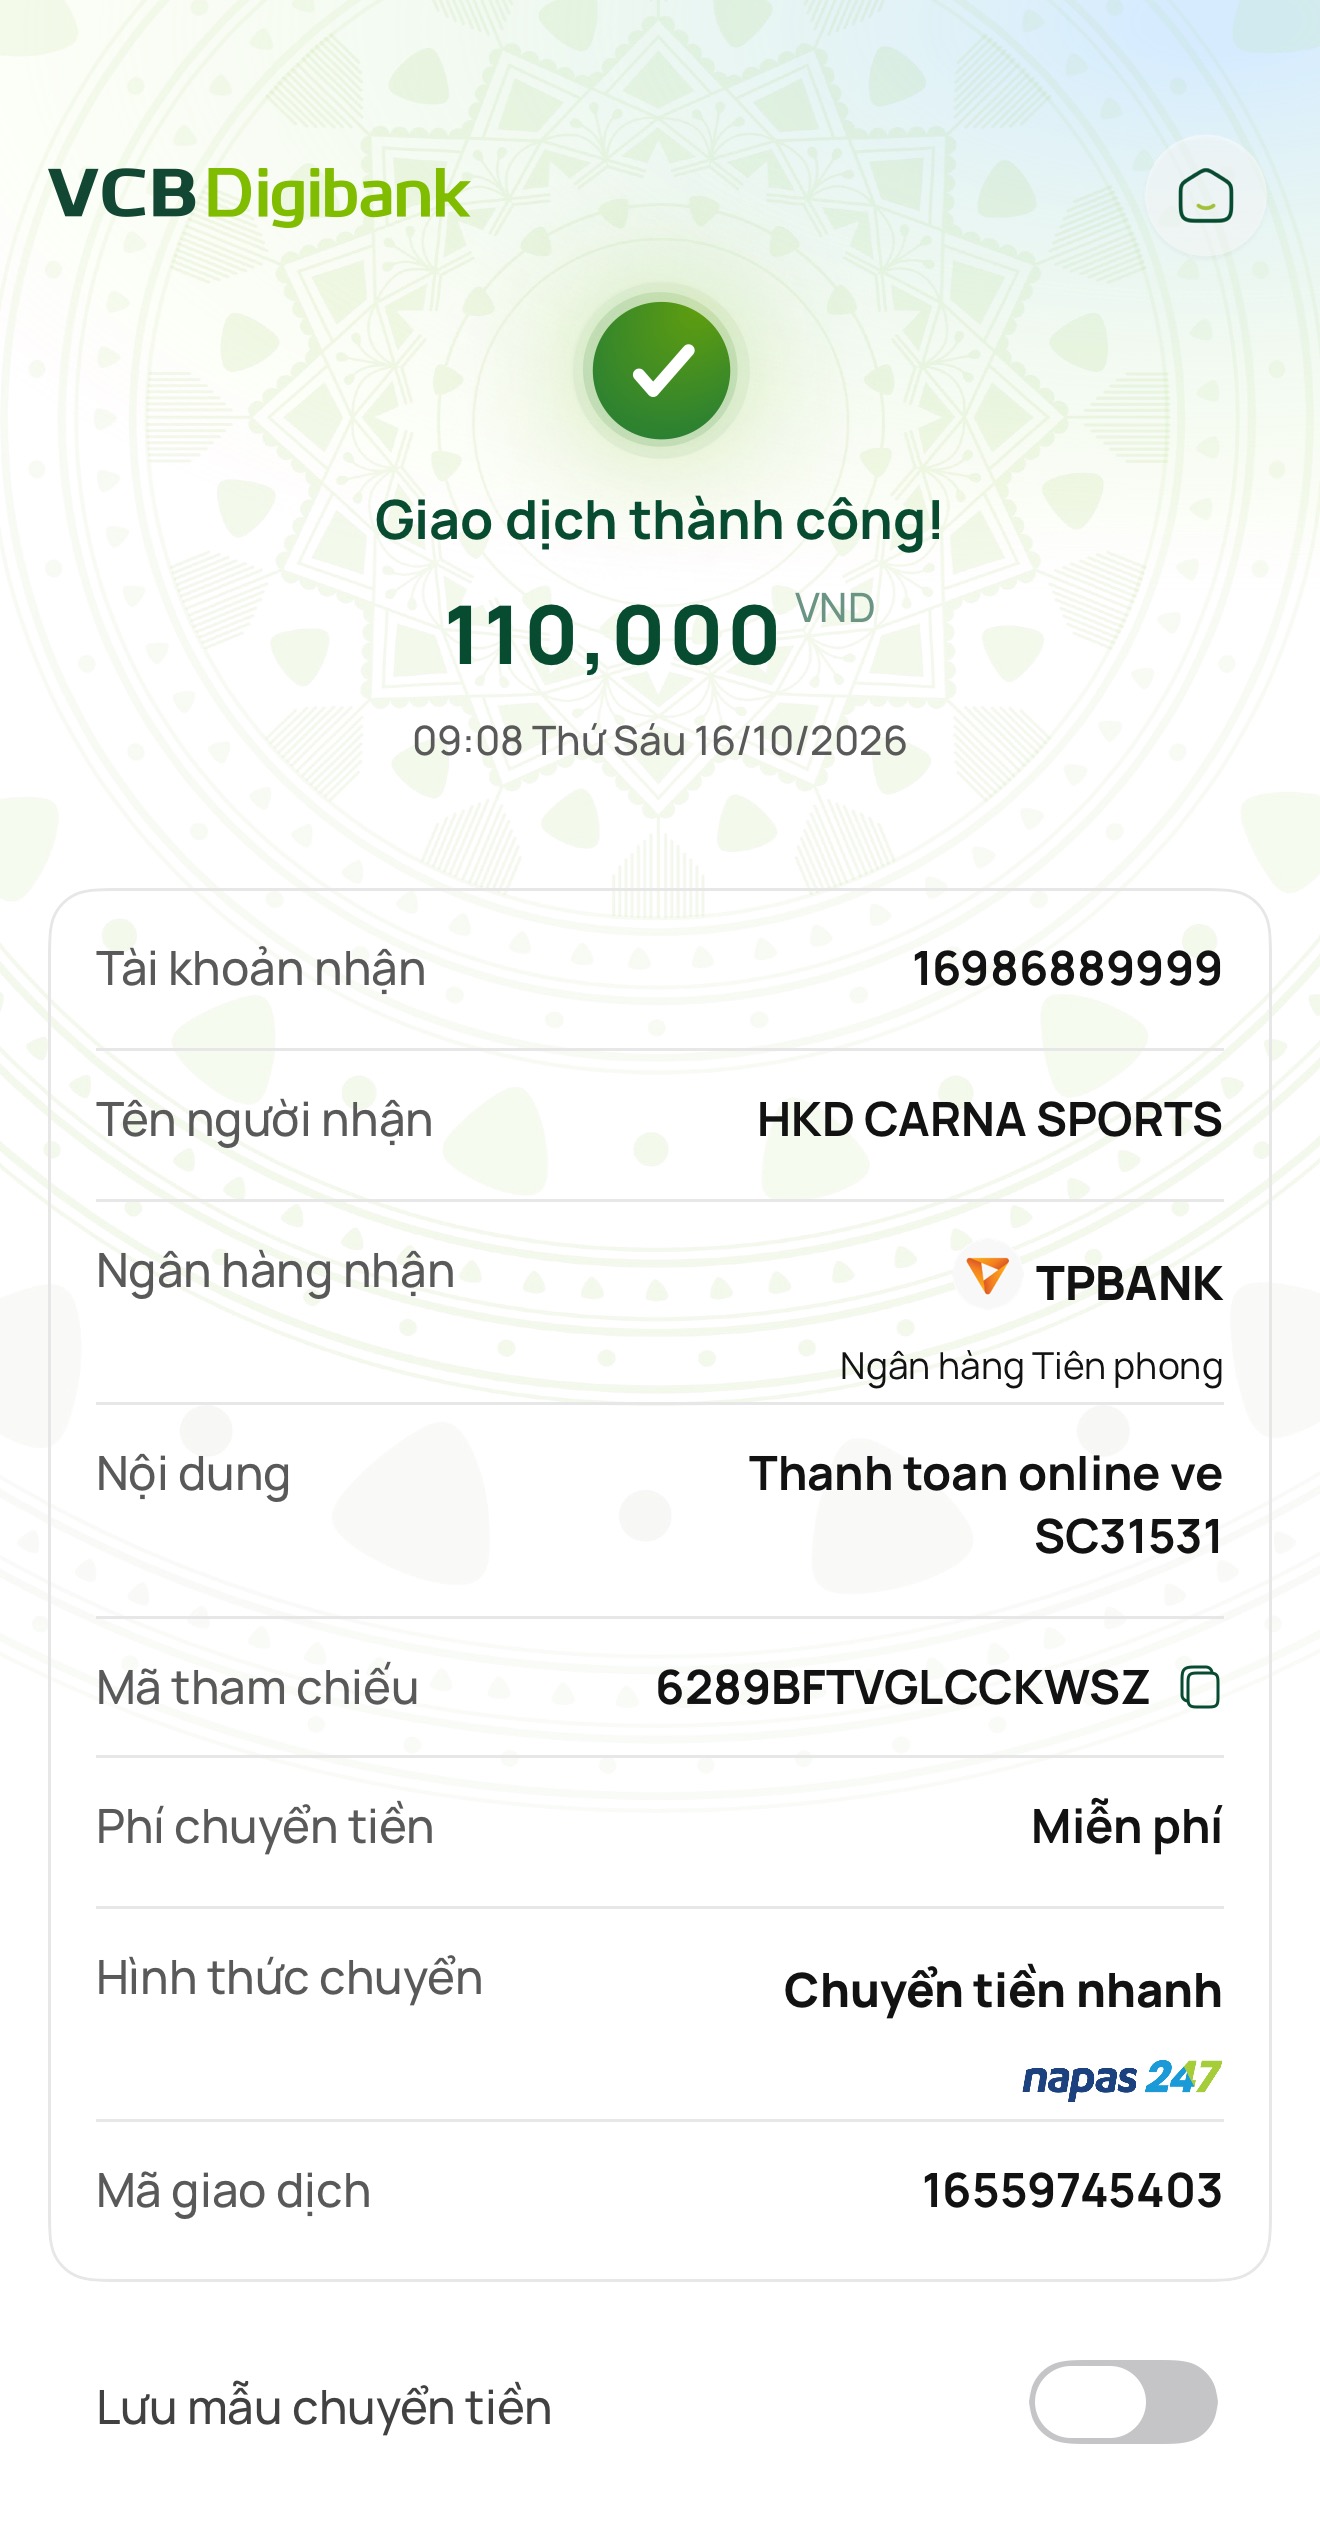 VCB Digibank
Giao dịch thành công!
110,000 VND
09:08 Thứ Sáu 16/10/2026
Tài khoản nhận 16986889999
Tên người nhận HKD CARNA SPORTS
Ngân hàng nhận TPBANK
Ngân hàng Tiên phong
Nội dung Thanh toan online ve
SC31531
Mã tham chiếu 6289BFTVGLCCKWSZ
Phí chuyển tiền Miễn phí
Hình thức chuyển Chuyển tiền nhanh
napas 247
Mã giao dịch 16559745403
Lưu mẫu chuyển tiền